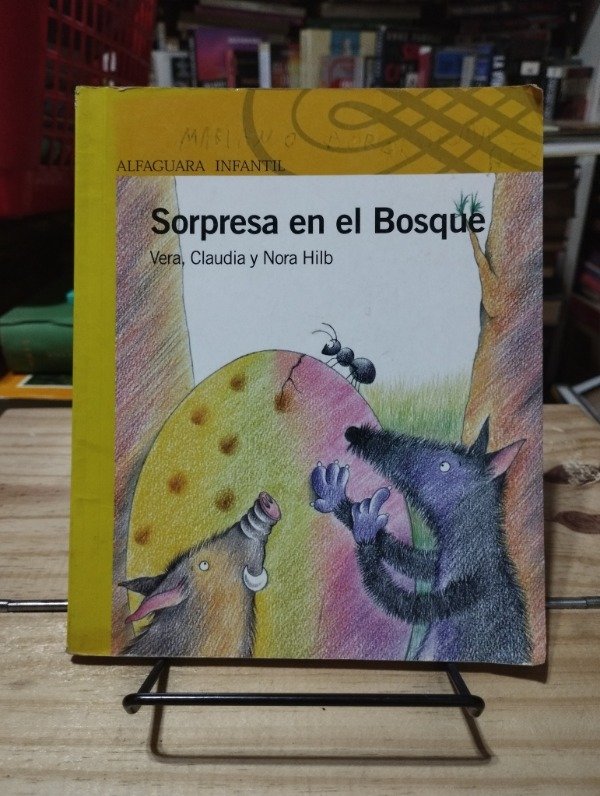 ALFAGUARA INFANTIL
Sorpresa en el Bosque
Vera, Claudia y Nora Hilb